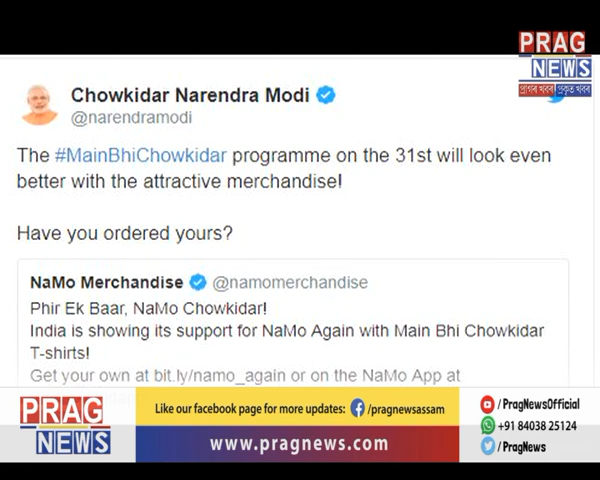 PRAG
NEWS
প্ৰাগৰ খবৰ প্ৰকৃত খবৰ
Chowkidar Narendra Modi
@narendramodi
The #MainBhiChowkidar programme on the 31st will look even
better with the attractive merchandise!
Have you ordered yours?
NaMo Merchandise @namomerchandise
Phir Ek Baar, NaMo Chowkidar!
India is showing its support for NaMo Again with Main Bhi Chowkidar
T-shirts!
Get your own at bit.ly/namo_again or on the NaMo App at
PRAG
NEWS
Like our facebook page for more updates: /pragnewsassam
www.pragnews.com
/PragNewsOfficial
+91 84038 25124
/PragNews